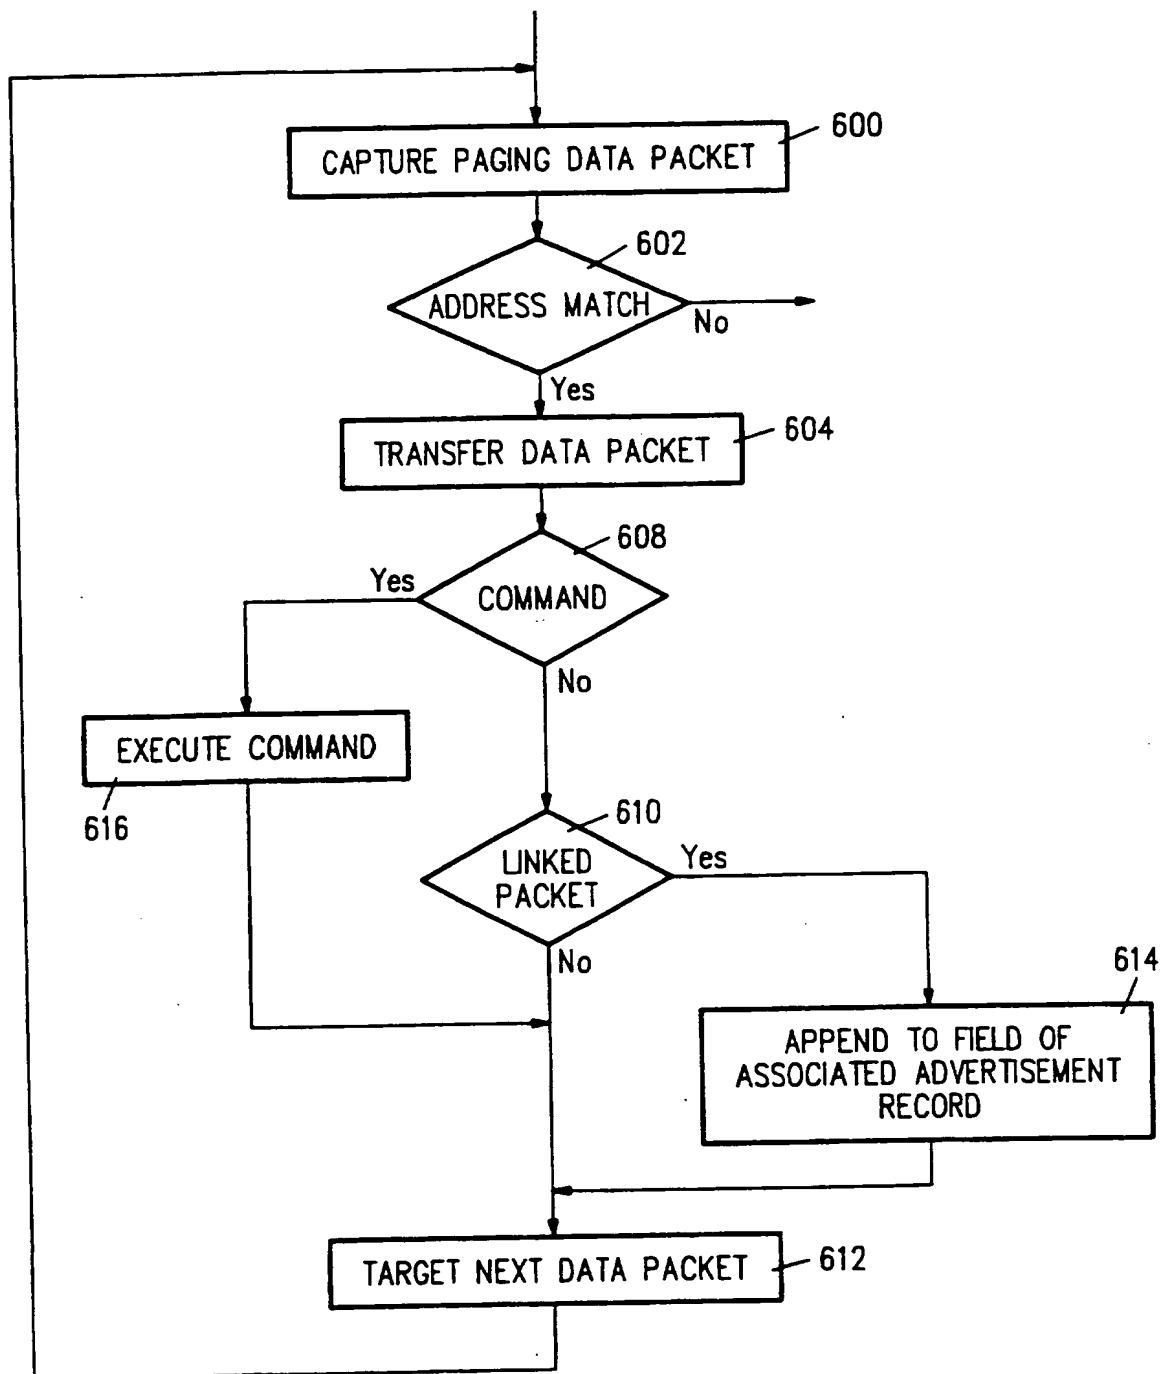 600
CAPTURE PAGING DATA PACKET
602
ADDRESS MATCH
No
Yes
604
TRANSFER DATA PACKET
608
Yes
COMMAND
No
EXECUTE COMMAND
616
610
LINKED
PACKET
Yes
No
614
APPEND TO FIELD OF
ASSOCIATED ADVERTISEMENT
RECORD
TARGET NEXT DATA PACKET
612